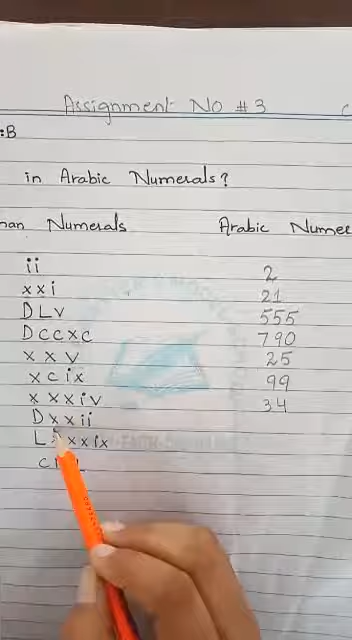 Assignment No # 3
:B
in Arabic Numerals?
man Numerals Arabic Numer
ii 2
xxi 21
DLv 555
Dccxc 790
xxv 25
xcix 99
xxxiv 34
Dxxii
Lxxxix